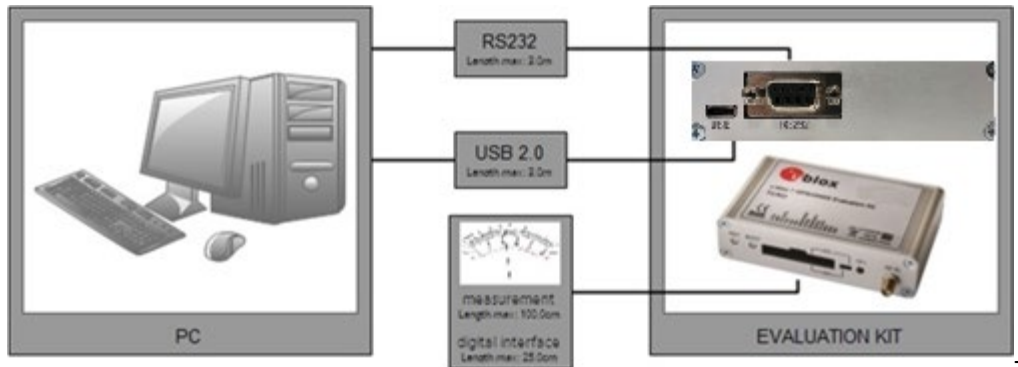 RS232
Length max: 3.0m
USB 2.0
Length max: 3.0m
measurement
Length max: 100.0cm
digital interface
Length max: 25.0cm
PC
USB
RS232
blox
EVALUATION KIT